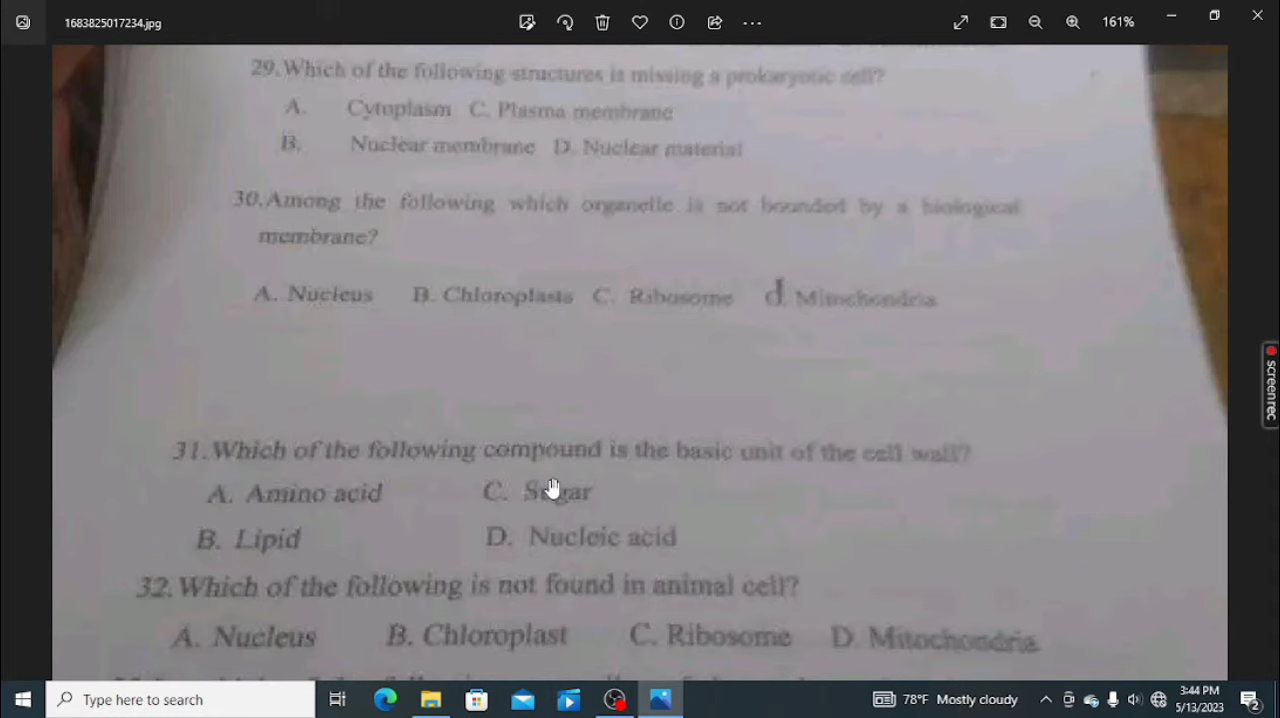 1683825017234.jpg
161%
29. Which of the following structures is missing a prokaryotic cell?
A. Cytoplasm C. Plasma membrane
B. Nuclear membrane D. Nuclear material
30. Among the following which organelle is not bounded by a biological
membrane?
A. Nucleus B. Chloroplasts C. Ribosome d. Mitochondria
screenrec
31. Which of the following compound is the basic unit of the cell wall?
A. Amino acid C. Sugar
B. Lipid D. Nucleic acid
32. Which of the following is not found in animal cell?
A. Nucleus B. Chloroplast C. Ribosome D. Mitochondria
Type here to search
78°F Mostly cloudy
3:44 PM
5/13/2023
2